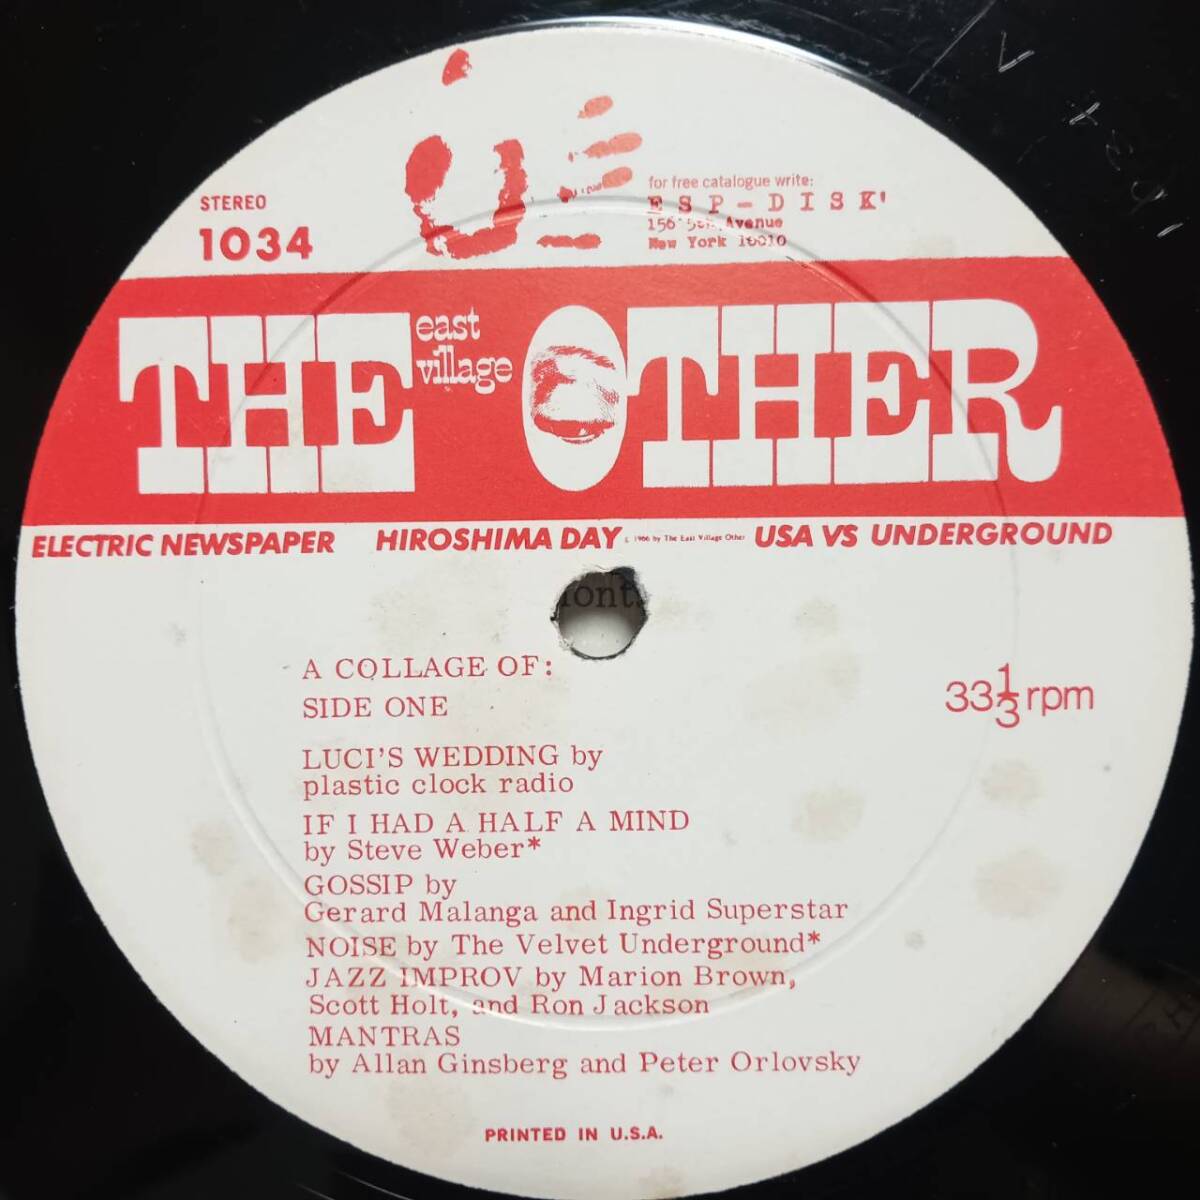 STEREO
1034
for free catalogue write:
ESP-DISK'
156 5th Avenue
New York 10010
THE east village OTHER
ELECTRIC NEWSPAPER HIROSHIMA DAY © 1966 by The East Village Other USA VS UNDERGROUND
A COLLAGE OF:
SIDE ONE
33 1/3 rpm
LUCI'S WEDDING by
plastic clock radio
IF I HAD A HALF A MIND
by Steve Weber*
GOSSIP by
Gerard Malanga and Ingrid Superstar
NOISE by The Velvet Underground*
JAZZ IMPROV by Marion Brown,
Scott Holt, and Ron Jackson
MANTRAS
by Allan Ginsberg and Peter Orlovsky
PRINTED IN U.S.A.